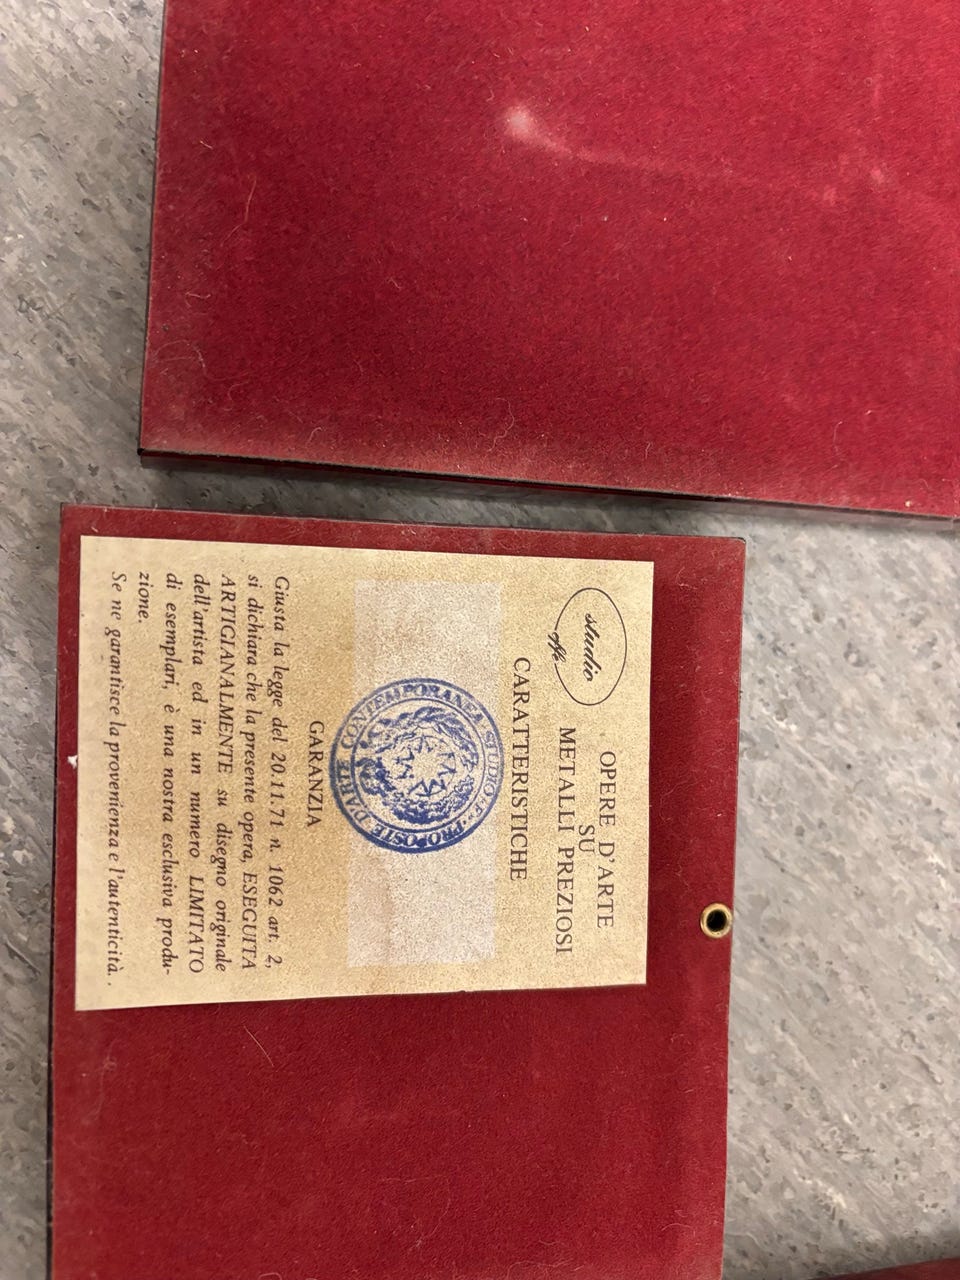 studio
effe
OPERE D'ARTE
SU
METALLI PREZIOSI
CARATTERISTICHE
CONTEMPORANEA STUDIO «F» PROPOSTE D'ARTE
GARANZIA
Giusta la legge del 20.11.71 n. 1062 art. 2,
si dichiara che la presente opera, ESEGUITA
ARTIGIANALMENTE su disegno originale
dell'artista ed in un numero LIMITATO
di esemplari, è una nostra esclusiva produ-
zione.
Se ne garantisce la provenienza e l'autenticità.